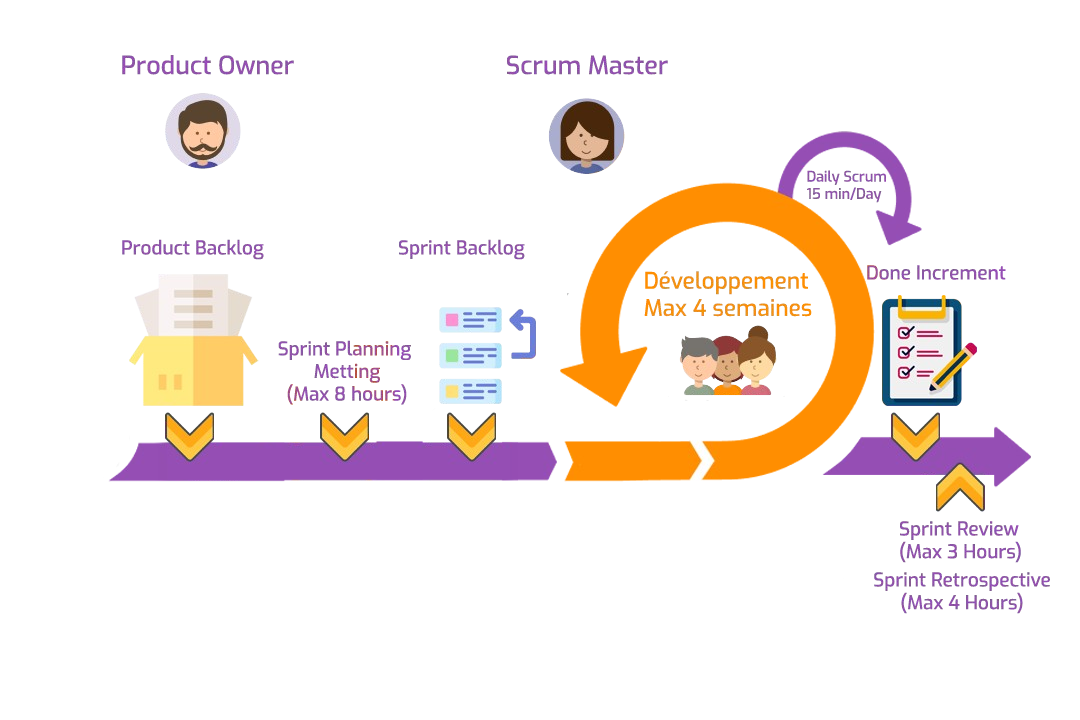 Product Owner
Scrum Master
Daily Scrum
15 min/Day
Product Backlog
Sprint Backlog
Done Increment
Développement
Max 4 semaines
Sprint Planning
Metting
(Max 8 hours)
Sprint Review
(Max 3 Hours)
Sprint Retrospective
(Max 4 Hours)